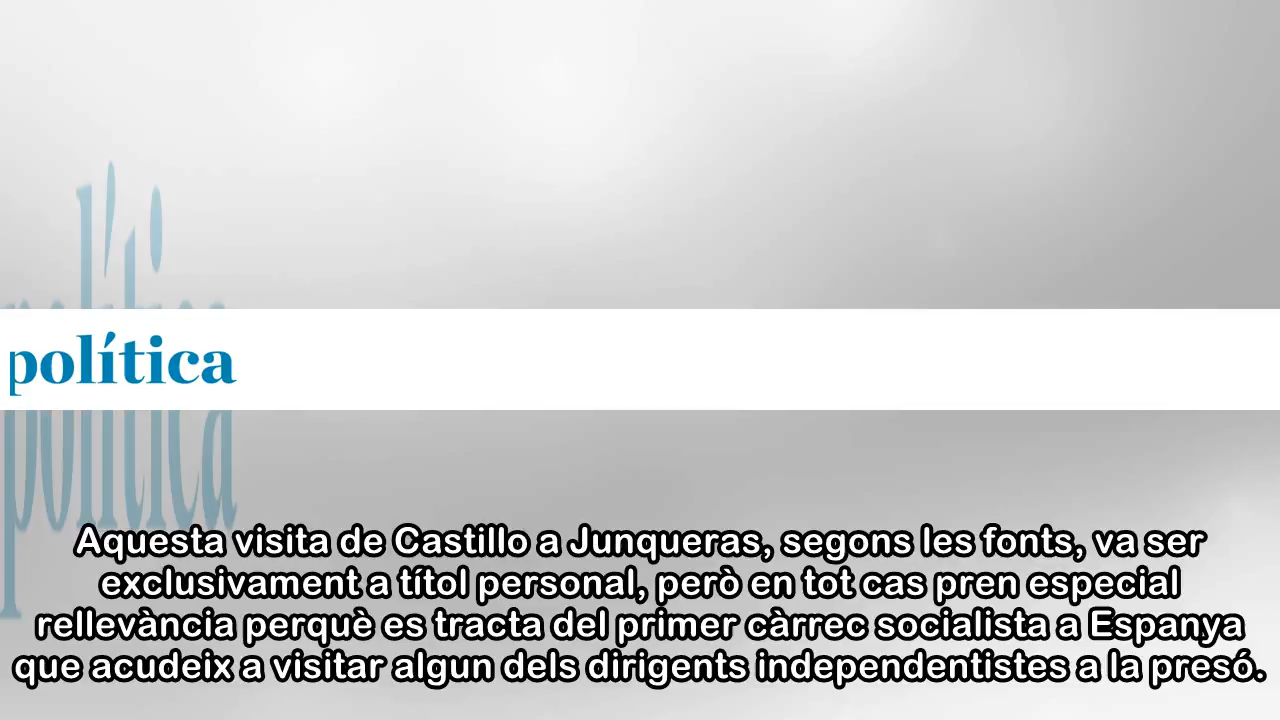 política
Aquesta visita de Castillo a Junqueras, segons les fonts, va ser
exclusivament a títol personal, però en tot cas pren especial
rellevància perquè es tracta del primer càrrec socialista a Espanya
que acudeix a visitar algun dels dirigents independentistes a la presó.